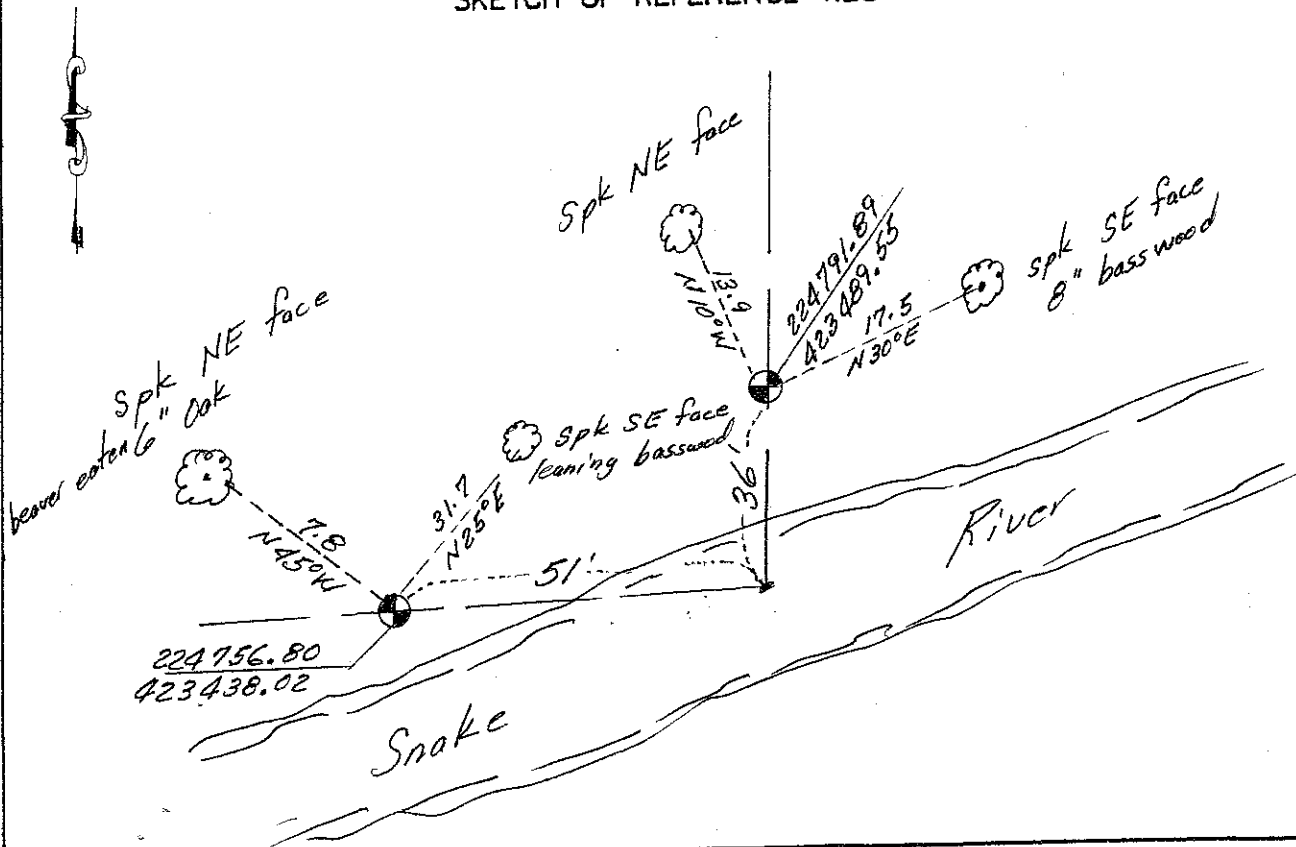 SKETCH OF REFERENCE
Spk NE face
13.9
N10°W
224791.89
423489.55
17.5
N30°E
spk SE face
8" basswood
Spk NE face
beaver eaten 6" Oak
7.8
N45°W
31.7
N25°E
spk SE face
leaning basswood
36
51'
224756.80
423438.02
Snake
River